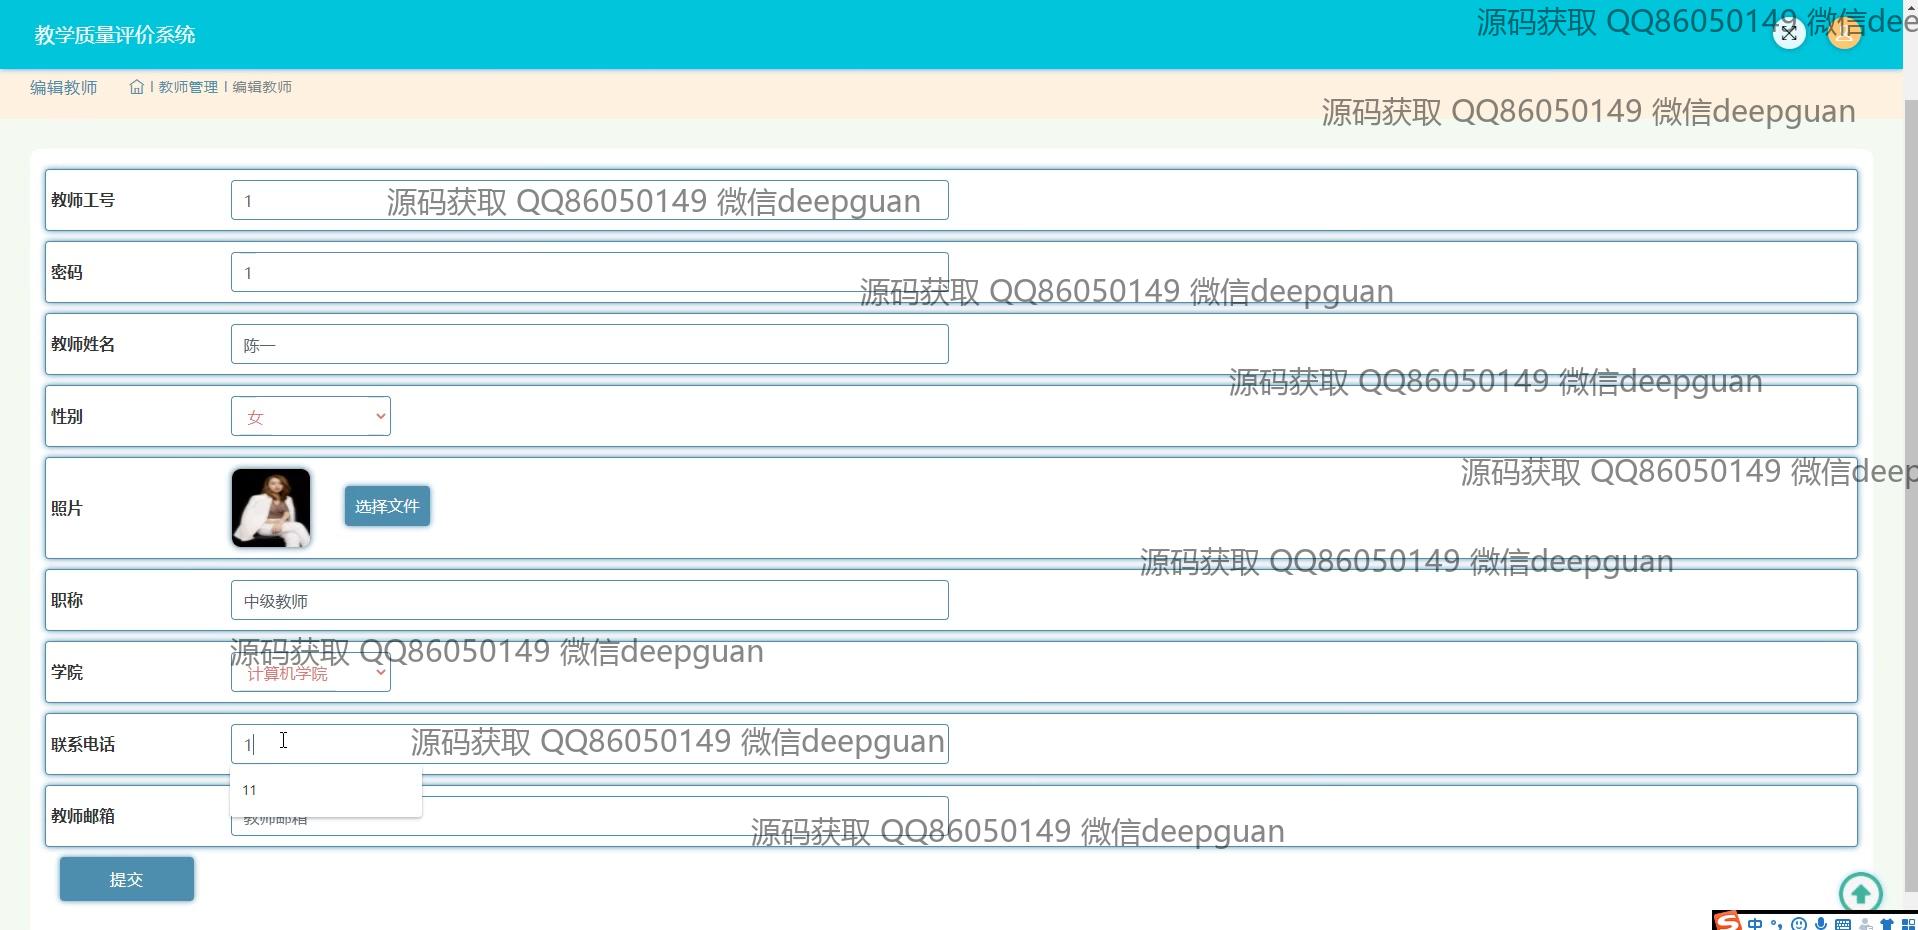 教学质量评价系统
源码获取 QQ86050149 微信dee
编辑教师
教师管理
编辑教师
源码获取 QQ86050149 微信deepguan
教师工号
1
源码获取 QQ86050149 微信deepguan
密码
1
源码获取 QQ86050149 微信deepguan
教师姓名
陈一
源码获取 QQ86050149 微信deepguan
性别
女
源码获取 QQ86050149 微信deep
照片
选择文件
源码获取 QQ86050149 微信deepguan
职称
中级教师
源码获取 QQ86050149 微信deepguan
学院
计算机学院
联系电话
1
源码获取 QQ86050149 微信deepguan
11
教师邮箱
教师邮箱
源码获取 QQ86050149 微信deepguan
提交
中